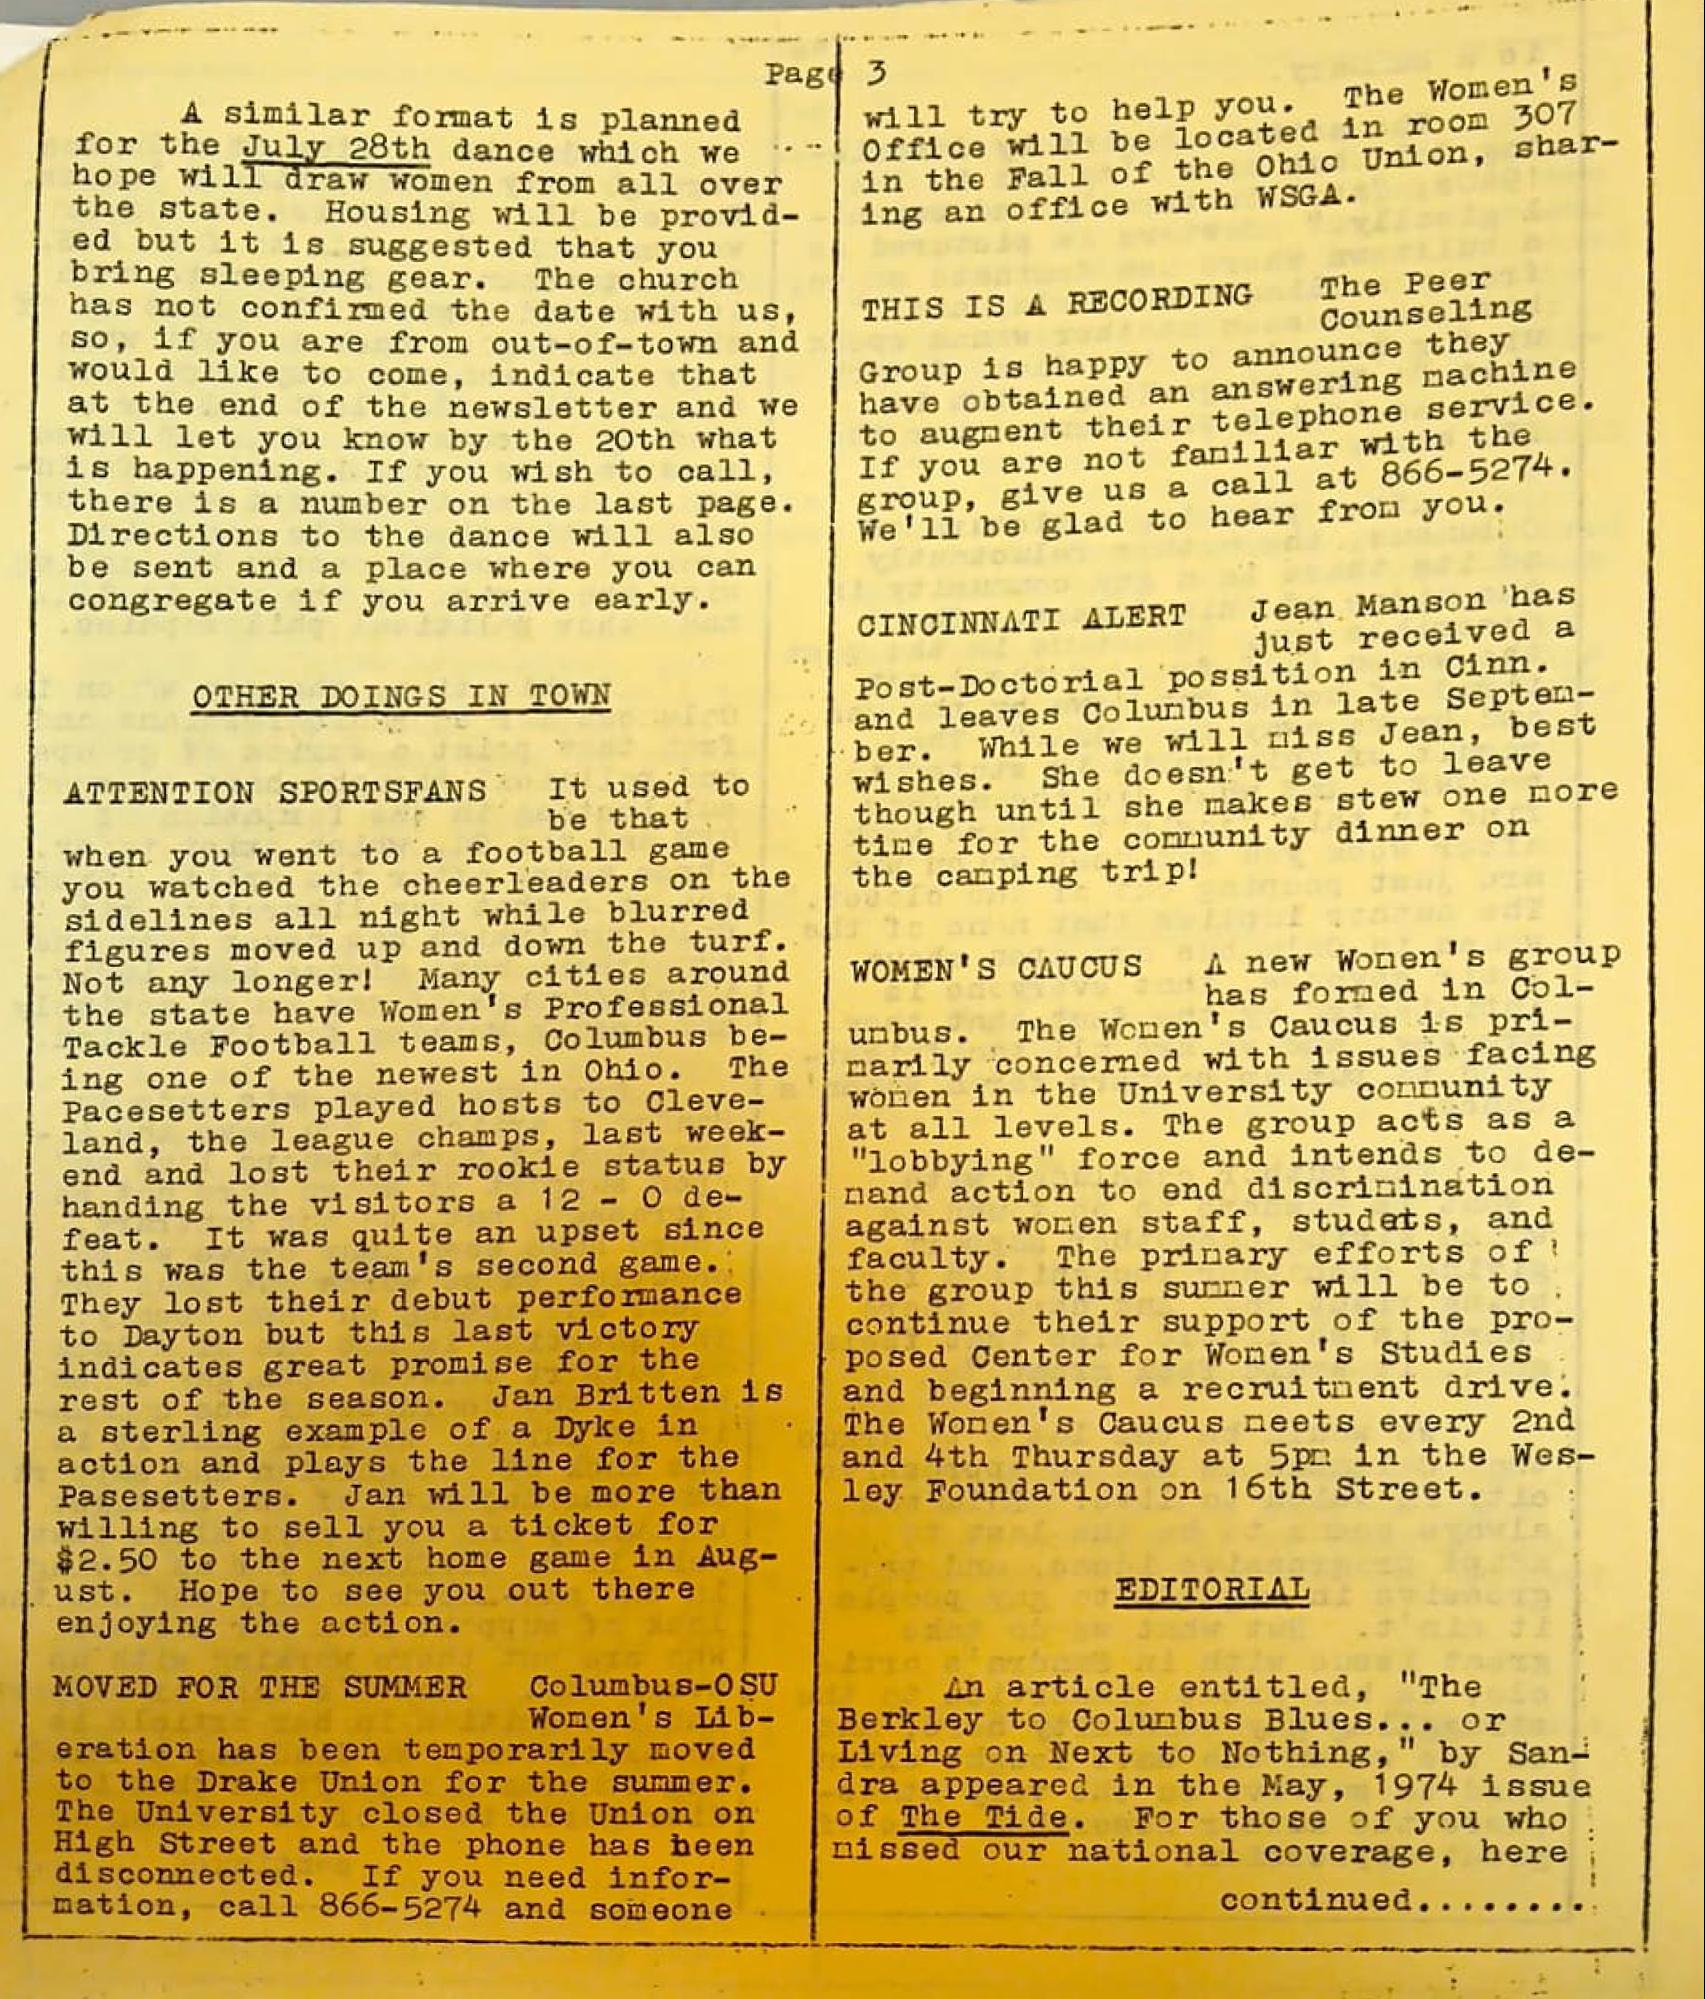 Page 3
A similar format is planned
for the July 28th dance which we
hope will draw women from all over
the state. Housing will be provid-
ed but it is suggested that you
bring sleeping gear. The church
has not confirmed the date with us,
so, if you are from out-of-town and
would like to come, indicate that
at the end of the newsletter and we
will let you know by the 20th what
is happening. If you wish to call,
there is a number on the last page.
Directions to the dance will also
be sent and a place where you can
congregate if you arrive early.
OTHER DOINGS IN TOWN
ATTENTION SPORTSFANS It used to
be that
when you went to a football game
you watched the cheerleaders on the
sidelines all night while blurred
figures moved up and down the turf.
Not any longer! Many cities around
the state have Women's Professional
Tackle Football teams, Columbus be-
ing one of the newest in Ohio. The
Pacesetters played hosts to Cleve-
land, the league champs, last week-
end and lost their rookie status by
handing the visitors a 12 - 0 de-
feat. It was quite an upset since
this was the team's second game.
They lost their debut performance
to Dayton but this last victory
indicates great promise for the
rest of the season. Jan Britten is
a sterling example of a Dyke in
action and plays the line for the
Pasesetters. Jan will be more than
willing to sell you a ticket for
$2.50 to the next home game in Aug-
ust. Hope to see you out there
enjoying the action.
MOVED FOR THE SUMMER Columbus-OSU
Women's Lib-
eration has been temporarily moved
to the Drake Union for the summer.
The University closed the Union on
High Street and the phone has been
disconnected. If you need infor-
mation, call 866-5274 and someone
will try to help you. The Women's
Office will be located in room 307
in the Fall of the Ohio Union, shar-
ing an office with WSGA.
THIS IS A RECORDING The Peer
Counseling
Group is happy to announce they
have obtained an answering machine
to augment their telephone service.
If you are not familiar with the
group, give us a call at 866-5274.
We'll be glad to hear from you.
CINCINNATI ALERT Jean Manson has
just received a
Post-Doctorial possition in Cinn.
and leaves Columbus in late Septem-
ber. While we will miss Jean, best
wishes. She doesn't get to leave
though until she makes stew one more
time for the community dinner on
the camping trip!
WOMEN'S CAUCUS A new Women's group
has formed in Col-
umbus. The Women's Caucus is pri-
marily concerned with issues facing
women in the University community
at all levels. The group acts as a
"lobbying" force and intends to de-
mand action to end discrimination
against women staff, studets, and
faculty. The primary efforts of
the group this summer will be to
continue their support of the pro-
posed Center for Women's Studies
and beginning a recruitment drive.
The Women's Caucus meets every 2nd
and 4th Thursday at 5pm in the Wes-
ley Foundation on 16th Street.
EDITORIAL
An article entitled, "The
Berkley to Columbus Blues... or
Living on Next to Nothing," by San-
dra appeared in the May, 1974 issue
of The Tide. For those of you who
missed our national coverage, here
continued........